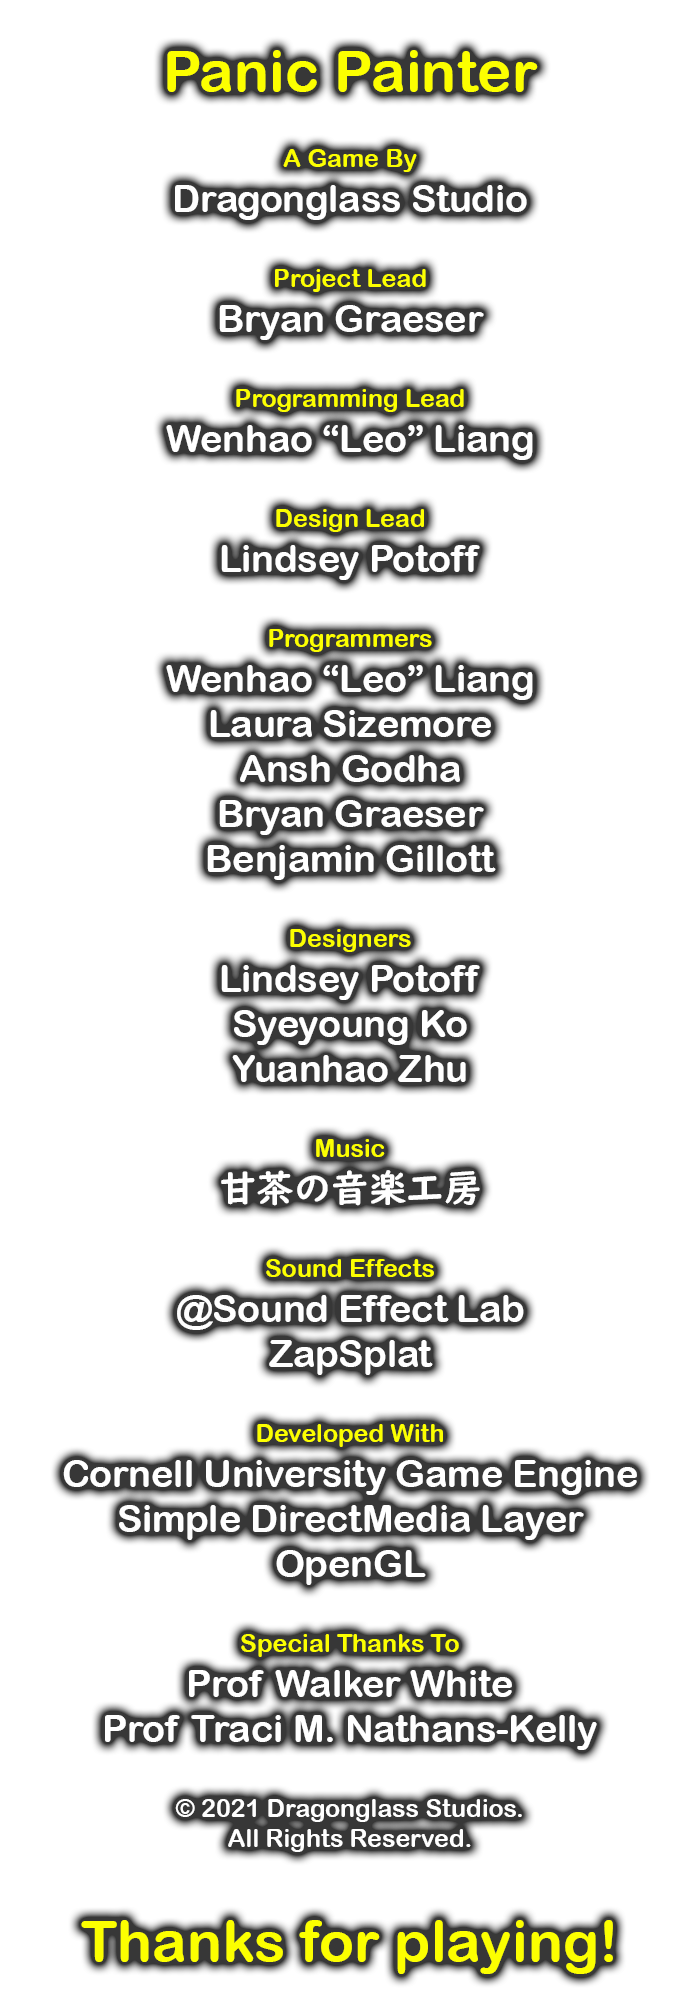 Panic Painter
A Game By
Dragonglass Studio
Project Lead
Bryan Graeser
Programming Lead
Wenhao “Leo” Liang
Design Lead
Lindsey Potoff
Programmers
Wenhao “Leo” Liang
Laura Sizemore
Ansh Godha
Bryan Graeser
Benjamin Gillott
Designers
Lindsey Potoff
Syeyoung Ko
Yuanhao Zhu
Music
甘茶の音楽工房
Sound Effects
@Sound Effect Lab
ZapSplat
Developed With
Cornell University Game Engine
Simple DirectMedia Layer
OpenGL
Special Thanks To
Prof Walker White
Prof Traci M. Nathans-Kelly
© 2021 Dragonglass Studios.
All Rights Reserved.
Thanks for playing!